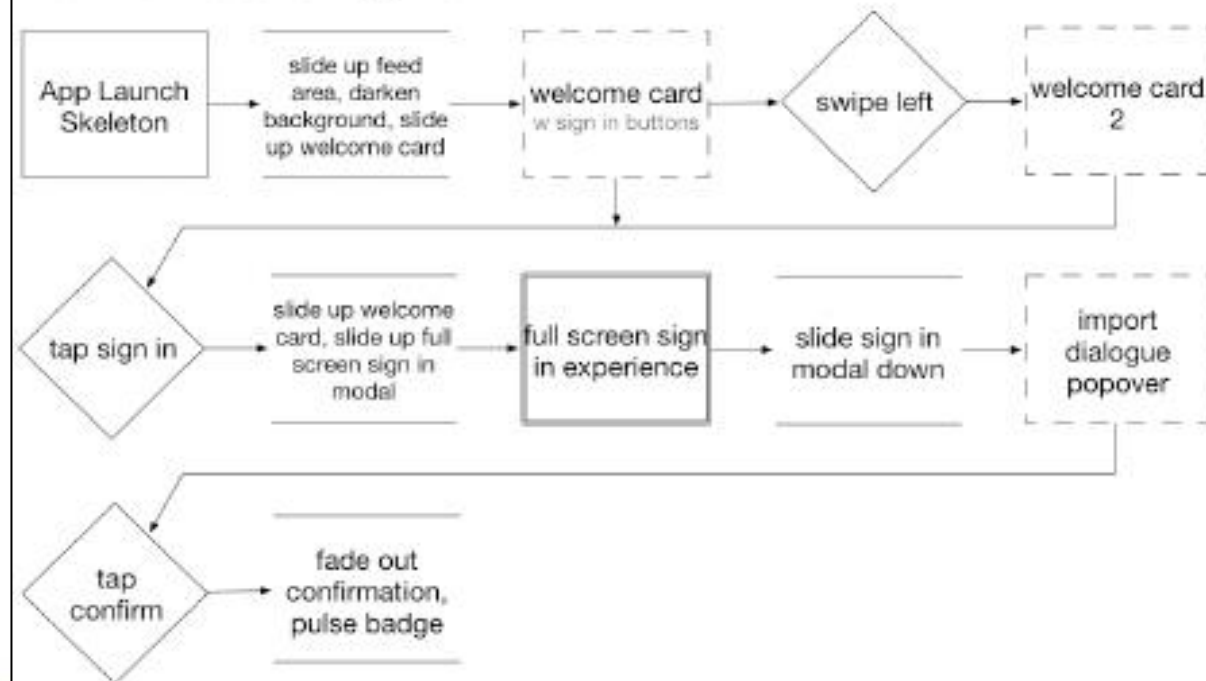 App Launch
Skeleton
slide up feed
area, darken
background, slide
up welcome card
welcome card
w sign in buttons
swipe left
welcome card
2
tap sign in
slide up welcome
card, slide up full
screen sign in
modal
full screen sign
in experience
slide sign in
modal down
import
dialogue
popover
tap
confirm
fade out
confirmation,
pulse badge